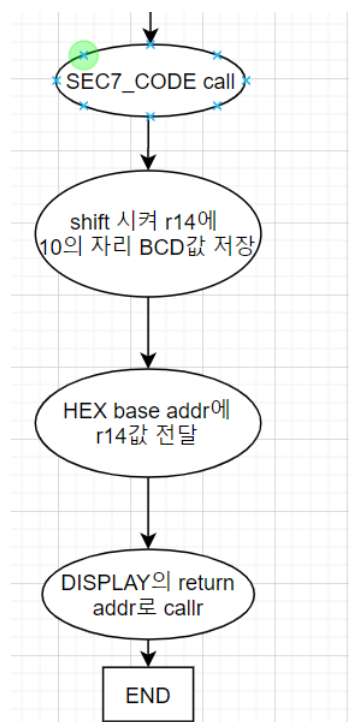 SEC7_CODE call
shift 시켜 r14에
10의 자리 BCD값 저장
HEX base addr에
r14값 전달
DISPLAY의 return
addr로 callr
END